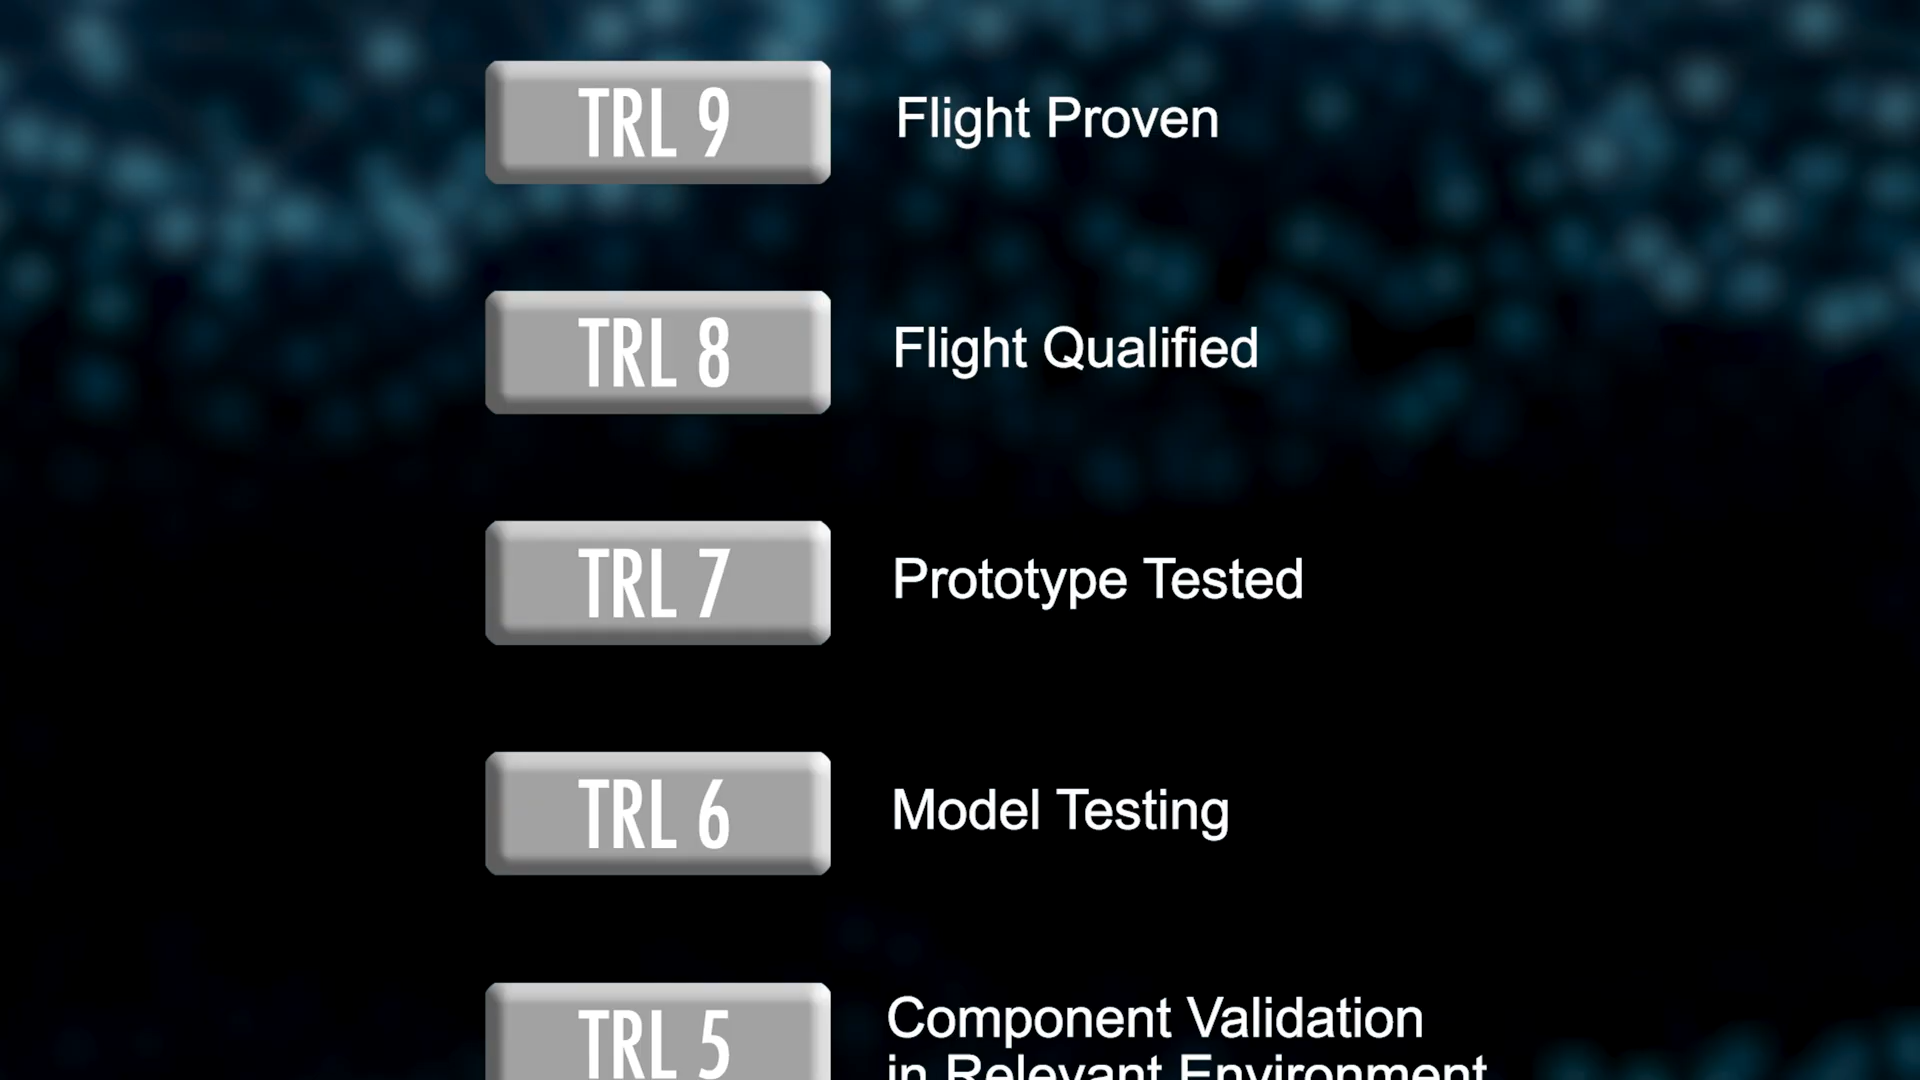 TRL 9 Flight Proven
TRL 8 Flight Qualified
TRL 7 Prototype Tested
TRL 6 Model Testing
TRL 5 Component Validation
in Relevant Environment